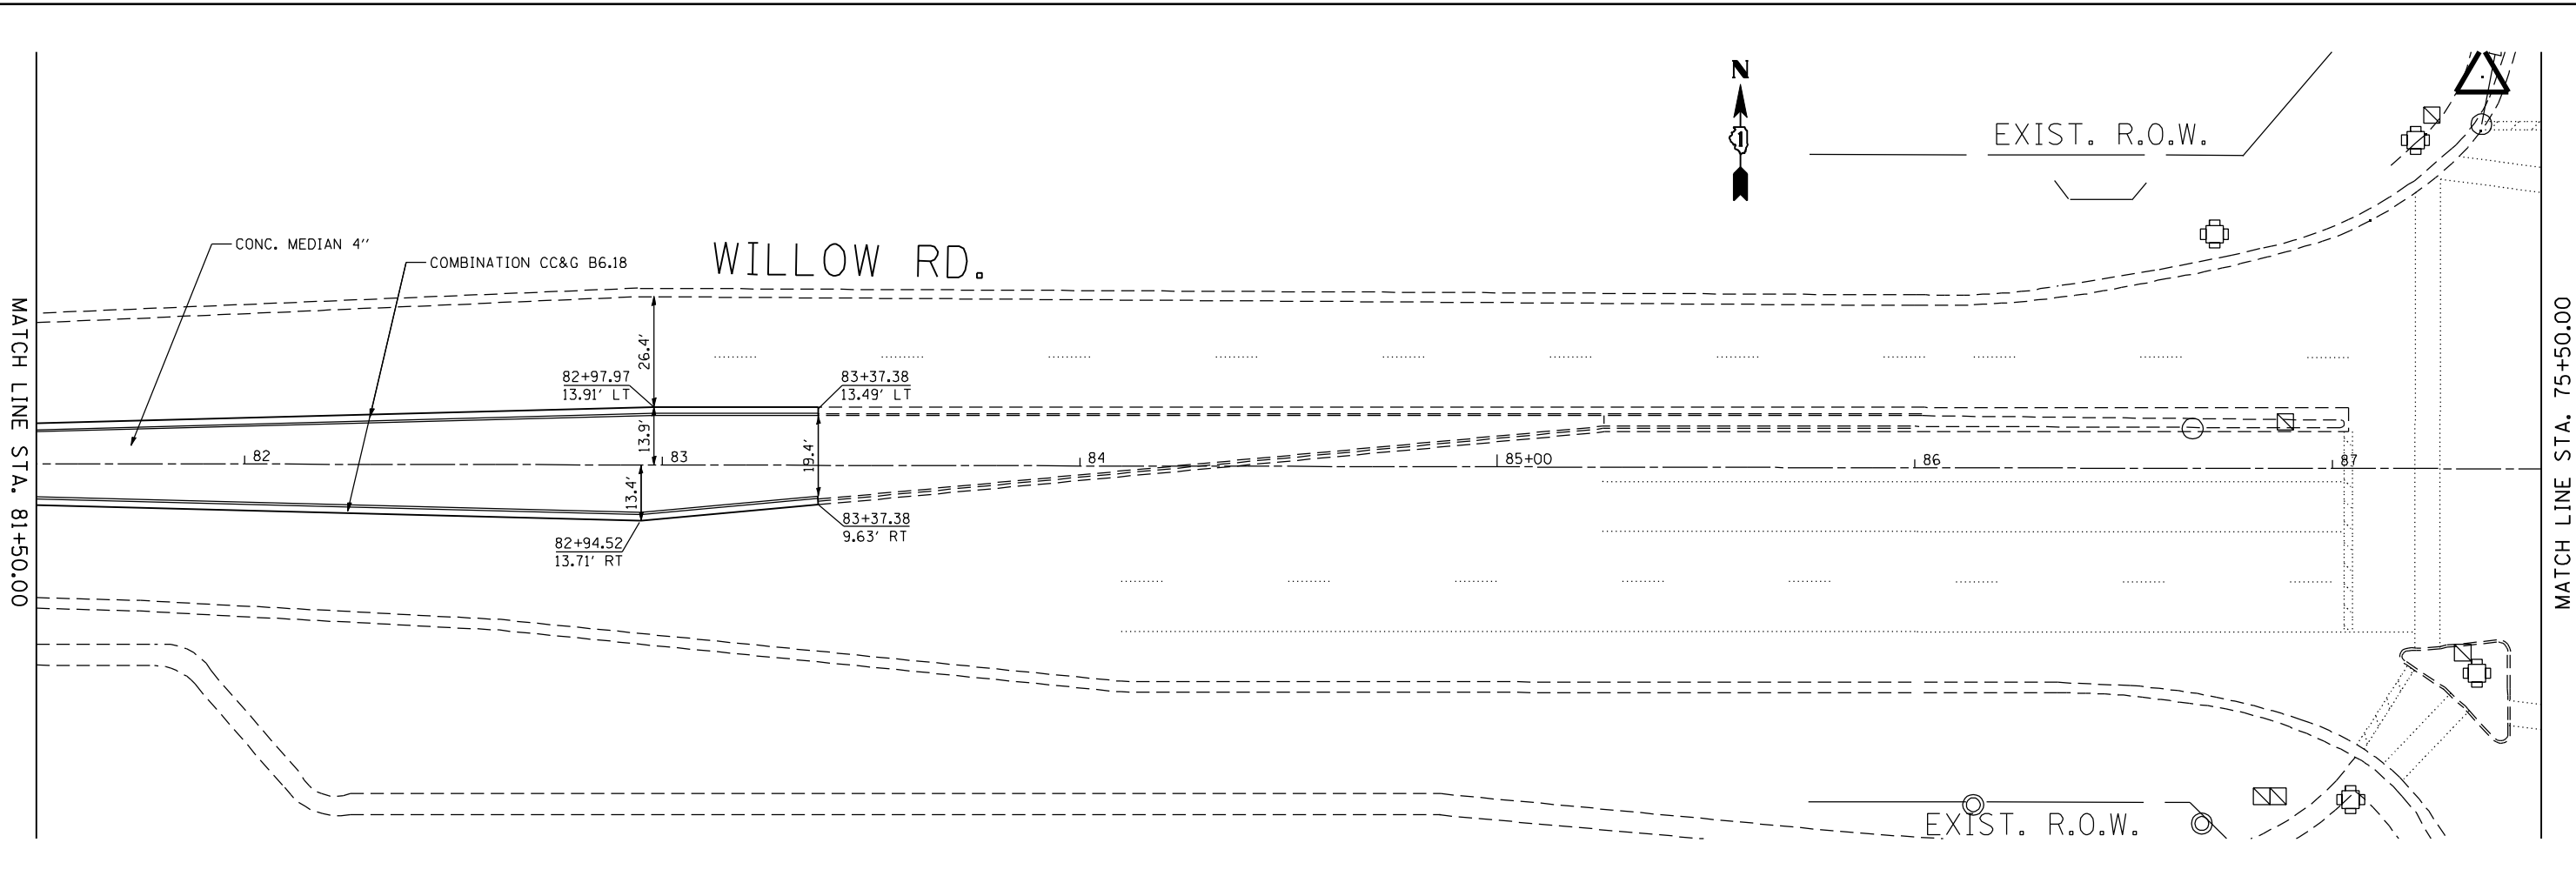 N
1
EXIST. R.O.W.
CONC. MEDIAN 4''
COMBINATION CC&G B6.18
WILLOW RD.
MATCH LINE STA. 81+50.00
MATCH LINE STA. 75+50.00
26.4'
82+97.97
13.91' LT
83+37.38
13.49' LT
13.9'
19.4'
82
83
84
85+00
86
87
13.4'
83+37.38
9.63' RT
82+94.52
13.71' RT
EXIST. R.O.W.